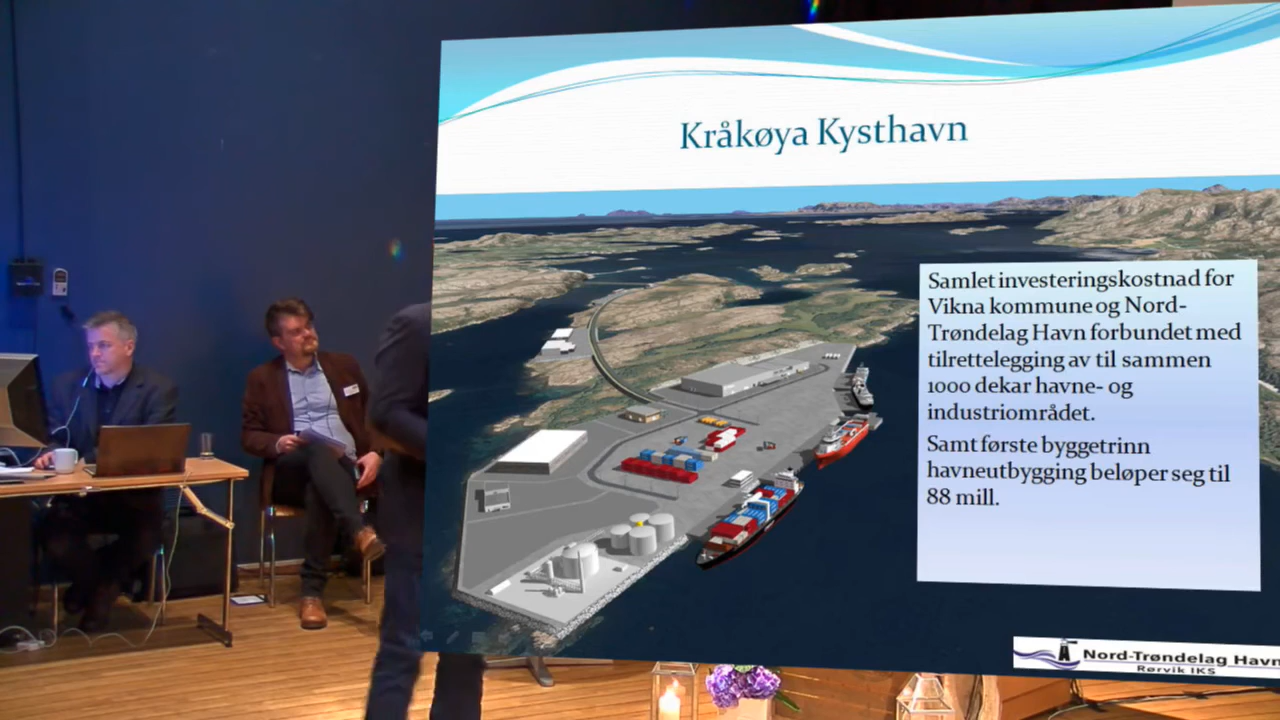 Kråkøya Kysthavn
Samlet investeringskostnad for
Vikna kommune og Nord-
Trøndelag Havn forbundet med
tilrettelegging av til sammen
1000 dekar havne- og
industriområdet.
Samt første byggetrinn
havneutbygging beløper seg til
88 mill.
Nord-Trøndelag Havn
Rørvik IKS